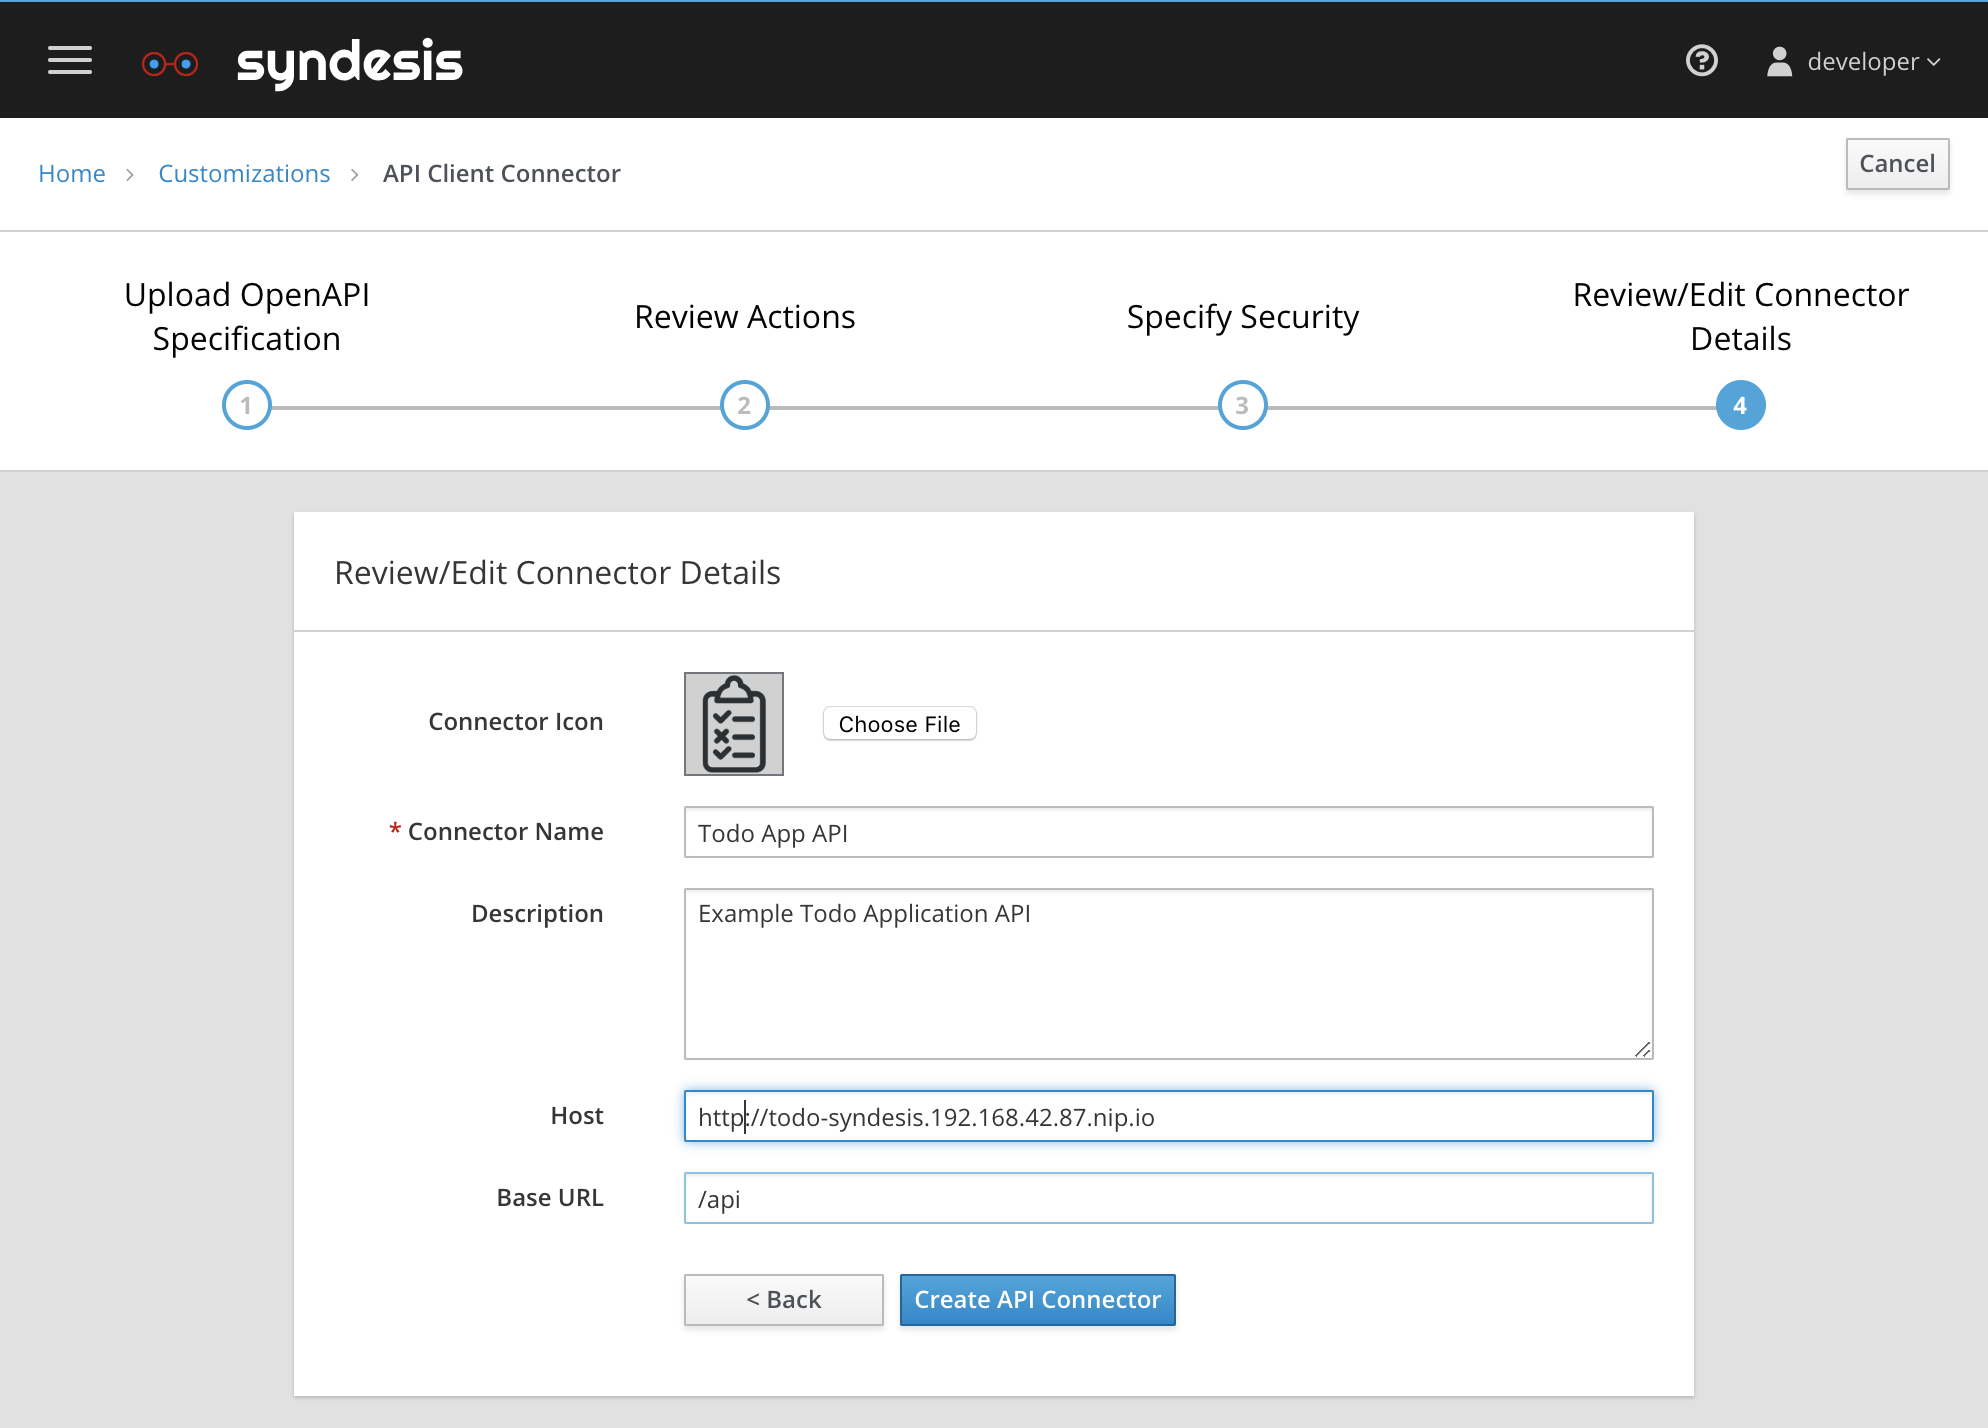 syndesis
developer
Home > Customizations > API Client Connector
Cancel
Upload OpenAPI
Specification
Review Actions
Specify Security
Review/Edit Connector
Details
1
2
3
4
Review/Edit Connector Details
Connector Icon
Choose File
* Connector Name
Todo App API
Description
Example Todo Application API
Host
http://todo-syndesis.192.168.42.87.nip.io
Base URL
/api
< Back
Create API Connector